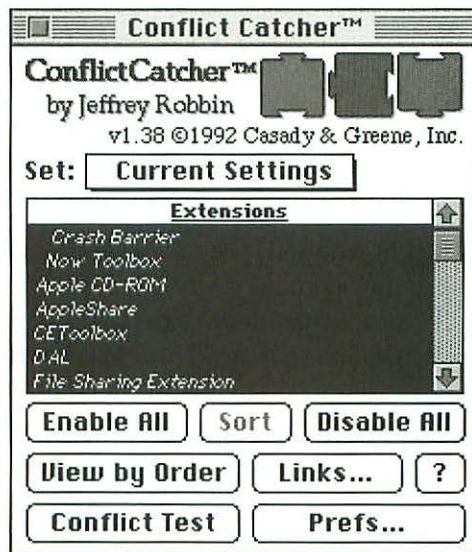 Conflict Catcher™
ConflictCatcher™
by Jeffrey Robbin
v1.38 ©1992 Casady & Greene, Inc.
Set: Current Settings
Extensions
Crash Barrier
Now Toolbox
Apple CD-ROM
AppleShare
CEToolbox
DAL
File Sharing Extension
Enable All Sort Disable All
View by Order Links... ?
Conflict Test Prefs...